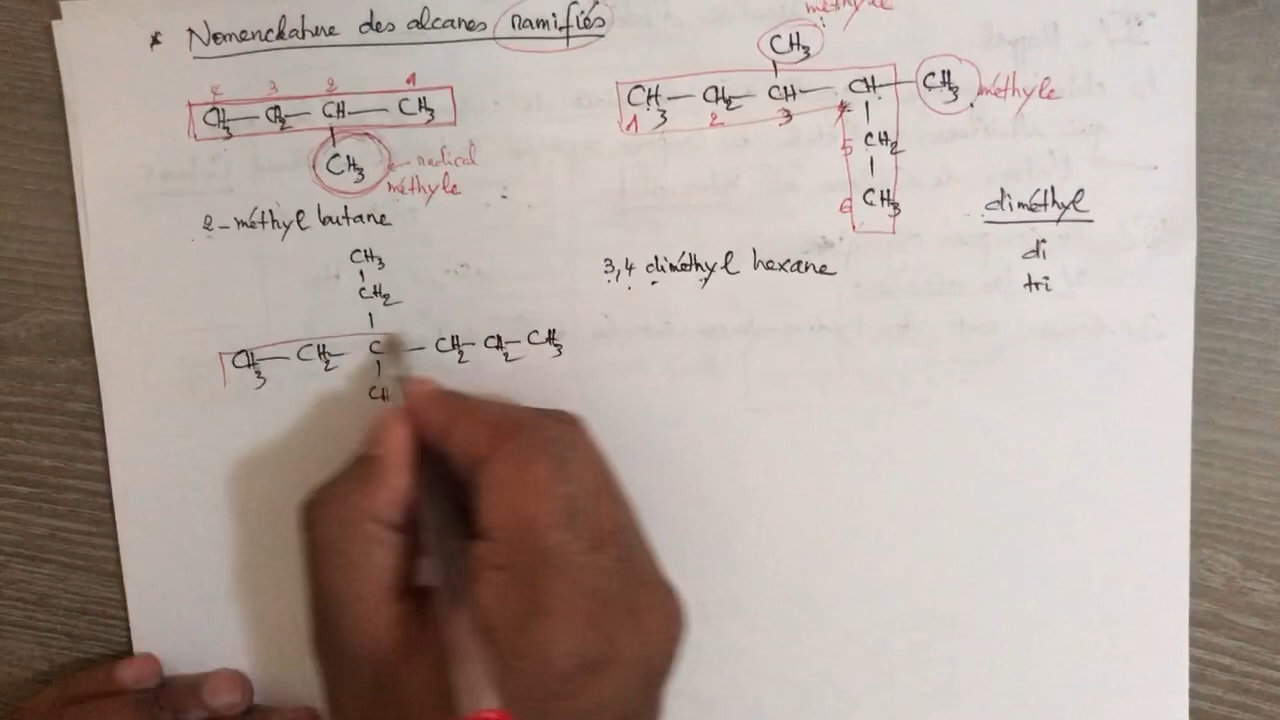 * Nomenclature des alcanes ramifiés
4 3 2 1
CH3 — CH2 — CH — CH3
CH3
radical
méthyle
2-méthyl butane
méthyle
CH3
CH3 — CH2 — CH — CH — CH3 méthyle
1 2 3 4
5 CH2
6 CH3
3,4 diméthyl hexane
diméthyl
di
tri
CH3
CH2
CH3 — CH2 — C — CH2 — CH2 — CH3
CH